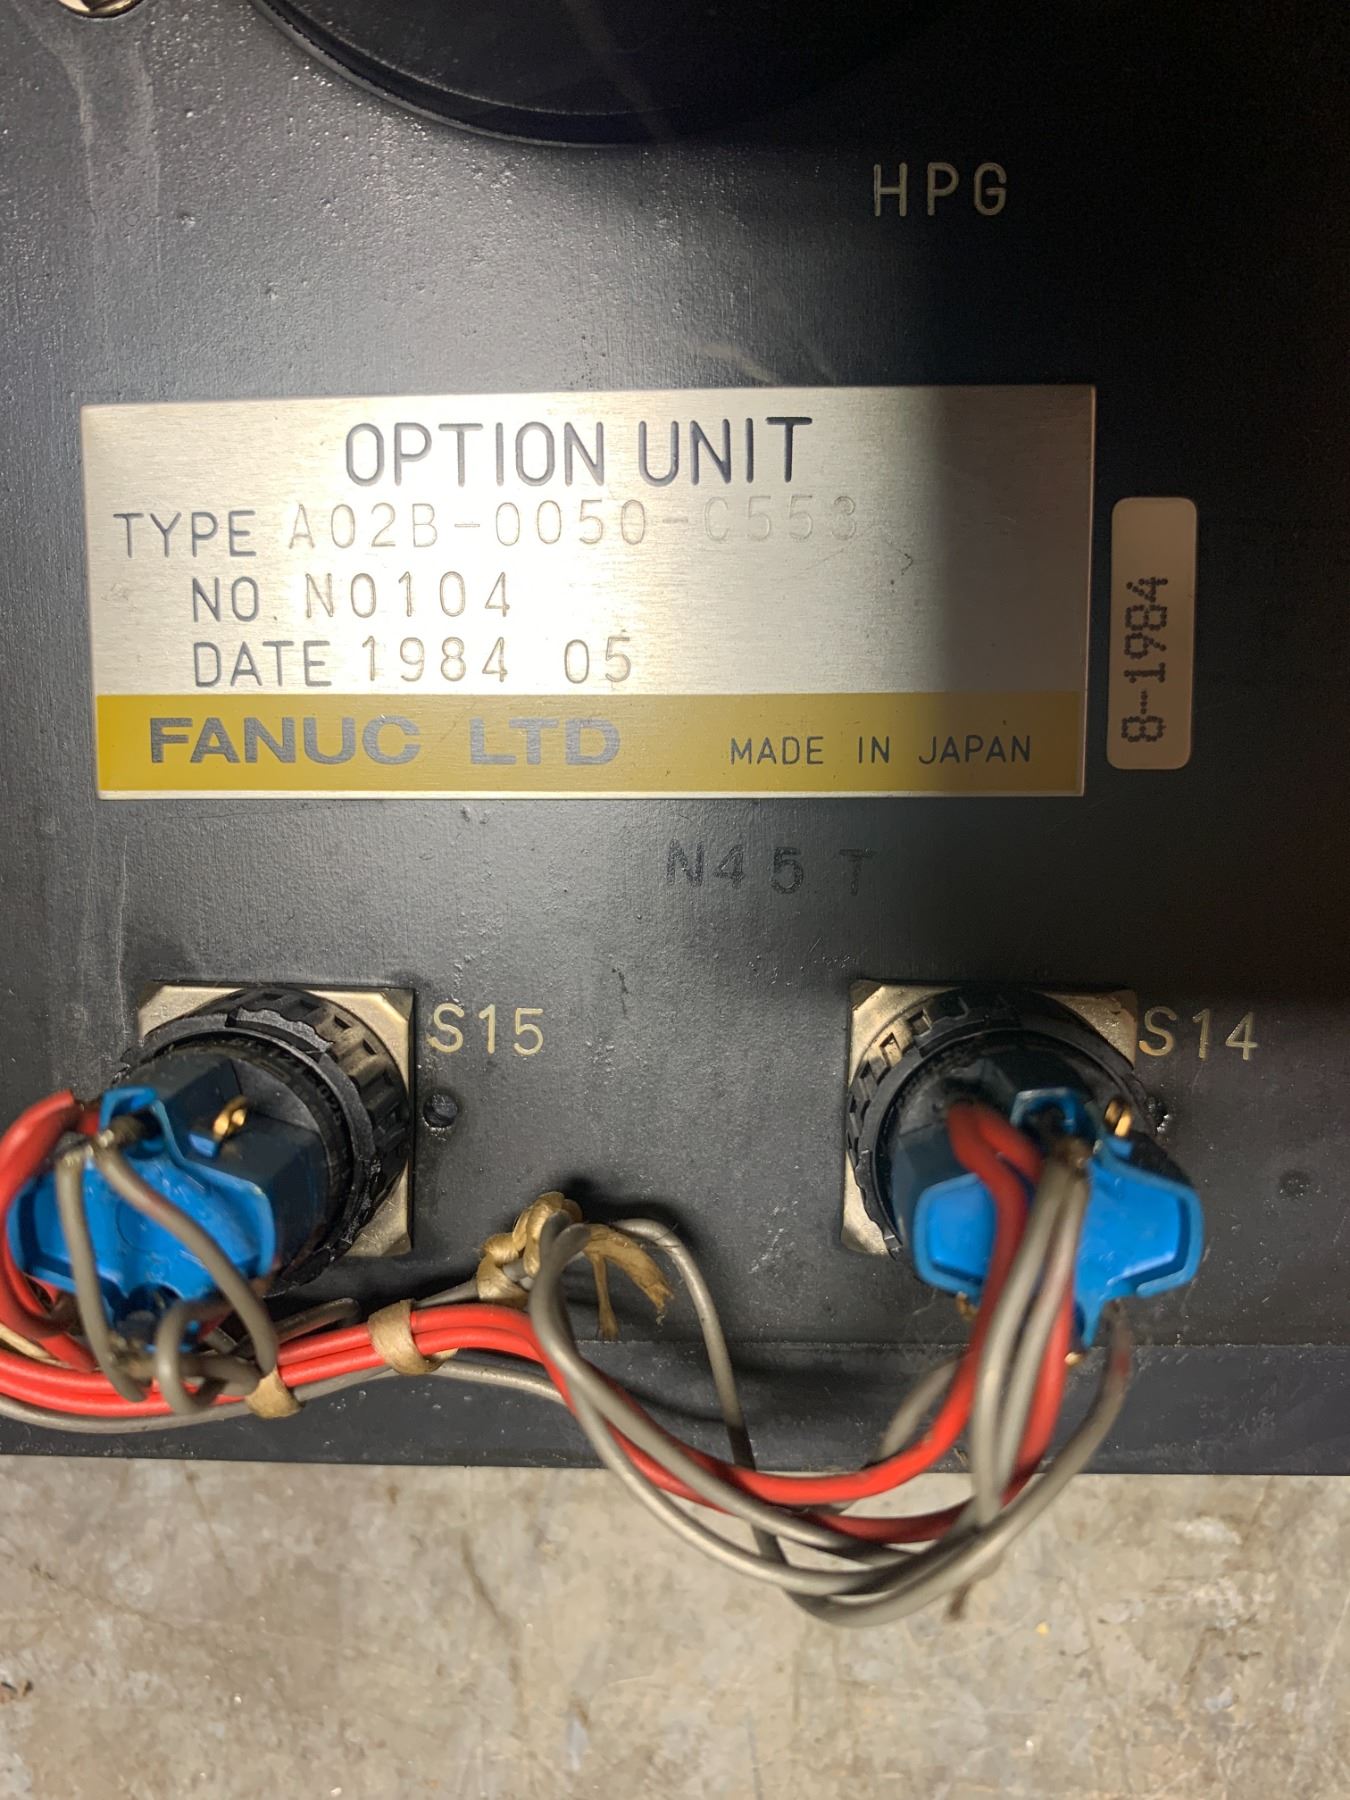 HPG
OPTION UNIT
TYPE A02B-0050-C553
NO. N0104
DATE 1984 05
FANUC LTD MADE IN JAPAN
8-1984
N45 T
S15
S14